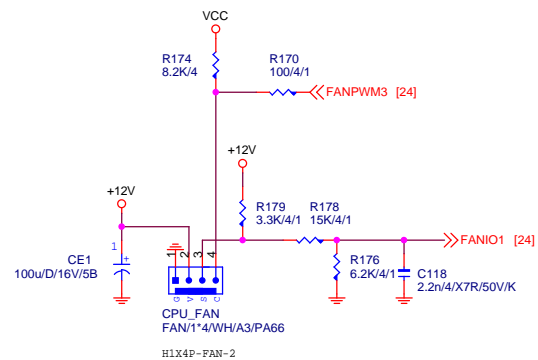 VCC
R174
8.2K/4
R170
100/4/1
FANPWM3 [24]
+12V
+12V
R179
3.3K/4/1
R178
15K/4/1
FANIO1 [24]
1
+
CE1
100u/D/16V/5B
1
2
3
4
G
V
S
C
R176
6.2K/4/1
C118
2.2n/4/X7R/50V/K
CPU_FAN
FAN/1*4/WH/A3/PA66
H1X4P-FAN-2